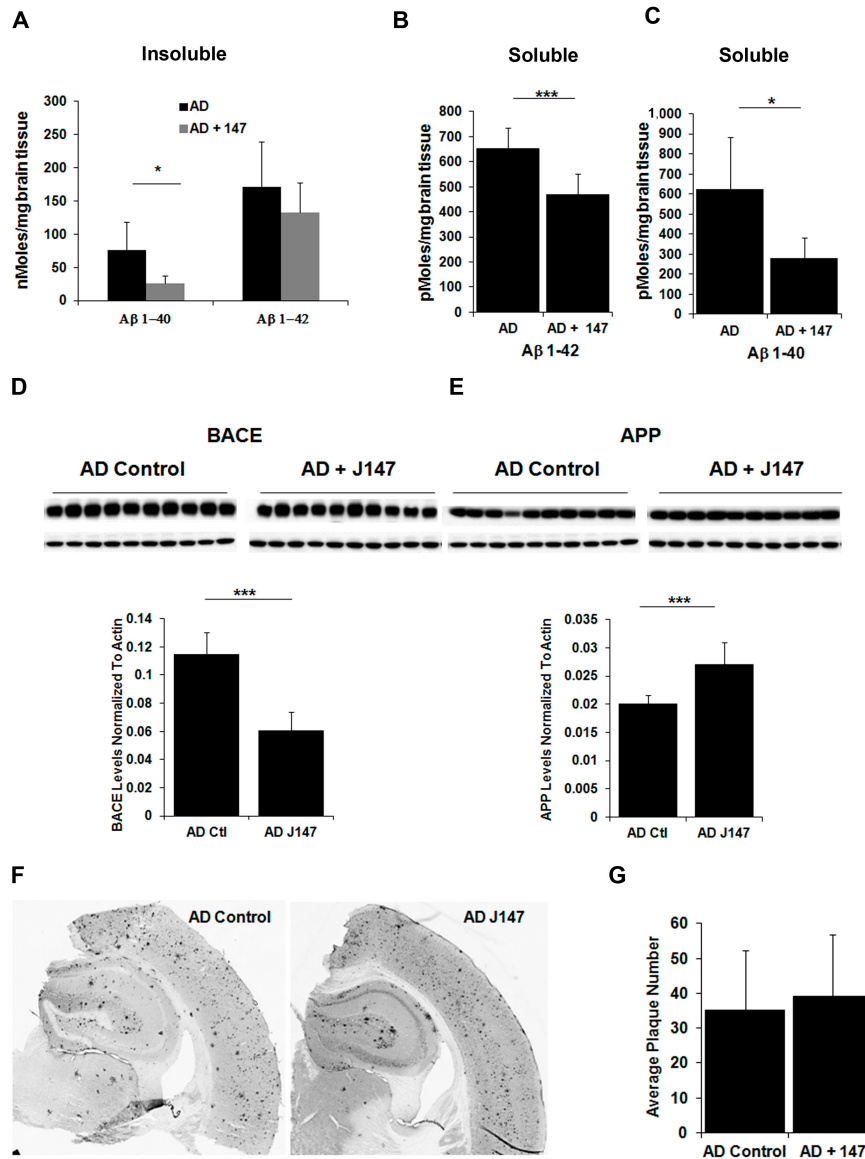 A
Insoluble
nMoles/mg brain tissue
300
250
200
150
100
50
0
AD
AD + 147
*
Aβ 1–40
Aβ 1–42
B
Soluble
pMoles/mg brain tissue
800
700
600
500
400
300
200
100
0
***
AD
AD + 147
Aβ 1-42
C
Soluble
pMoles/mg brain tissue
1,000
900
800
700
600
500
400
300
200
100
0
*
AD
AD + 147
Aβ 1-40
D
BACE
AD Control
AD + J147
BACE Levels Normalized To Actin
0.14
0.12
0.1
0.08
0.06
0.04
0.02
0
***
AD Ctl
AD J147
E
APP
AD Control
AD + J147
APP Levels Normalized To Actin
0.035
0.03
0.025
0.02
0.015
0.01
0.005
0
***
AD Ctl
AD J147
F
AD Control
AD J147
G
Average Plaque Number
60
50
40
30
20
10
0
AD Control
AD + 147